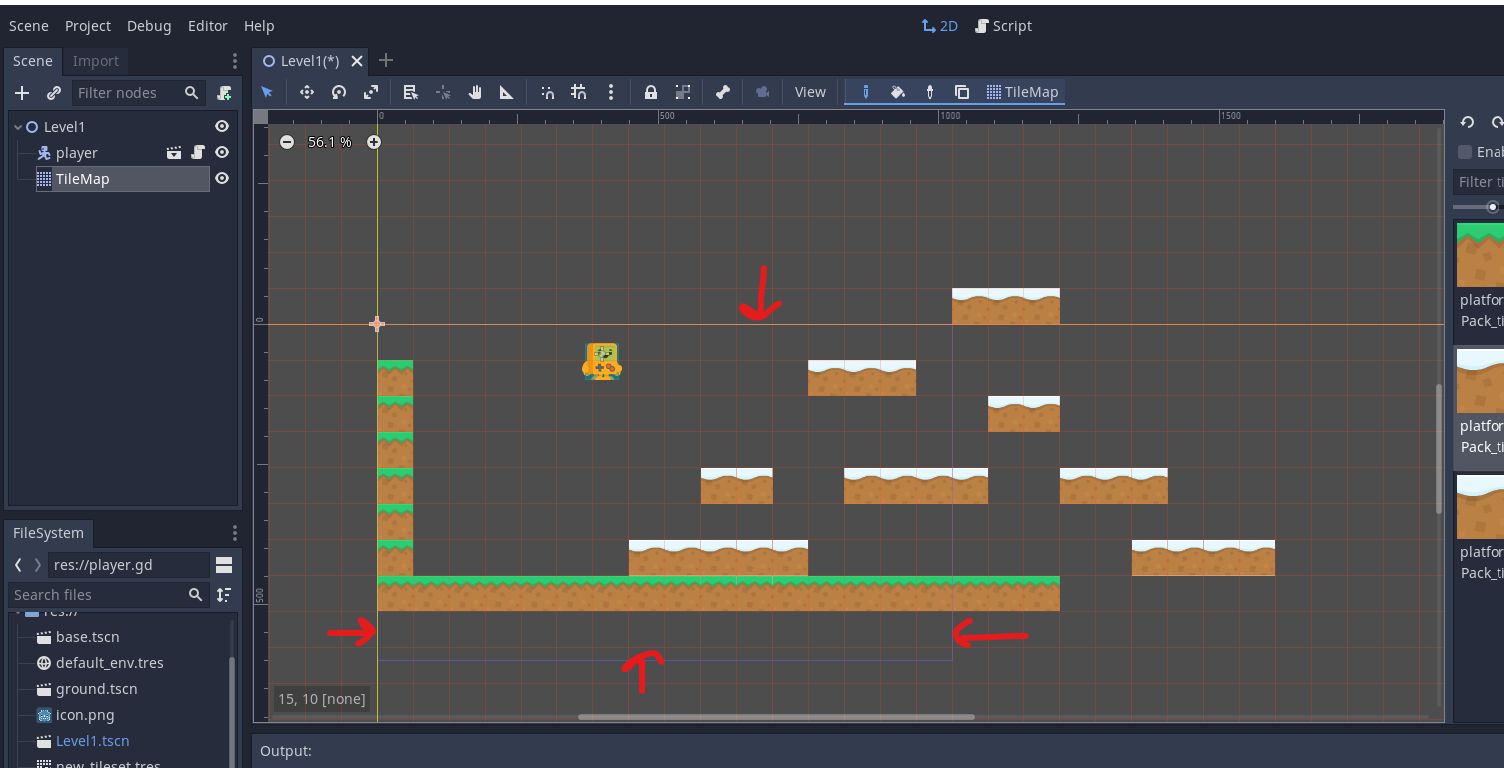 Scene Project Debug Editor Help 2D Script
Scene Import Level1(*)
Filter nodes View TileMap
0 500 1000 1500
Level1
56.1 %
player
Enab
TileMap
Filter ti
0
platfor
Pack_ti
platfor
Pack_ti
FileSystem
res://player.gd
platfor
Pack_ti
Search files
500
res://
base.tscn
default_env.tres
ground.tscn
15, 10 [none]
icon.png
Level1.tscn
Output:
new_tileset.tres